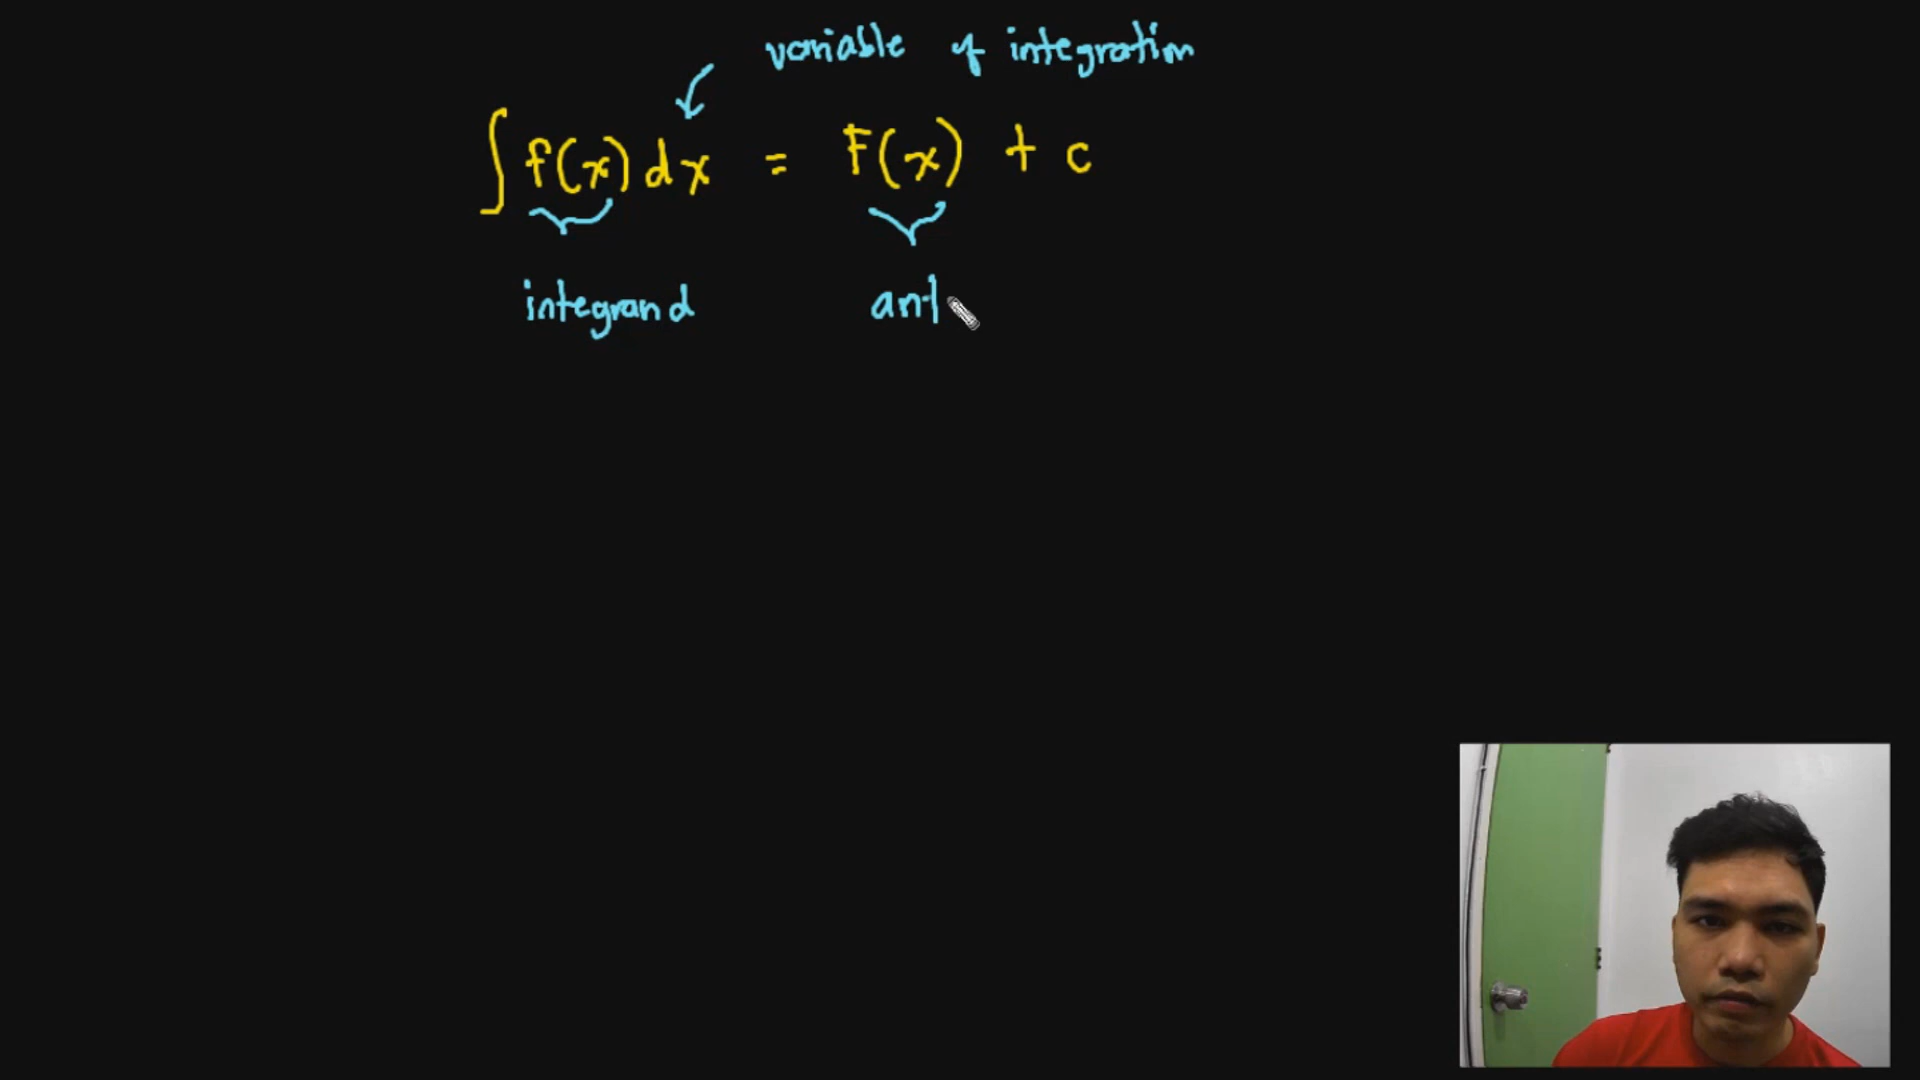 variable of integration
∫ f(x) dx = F(x) + c
integrand ant